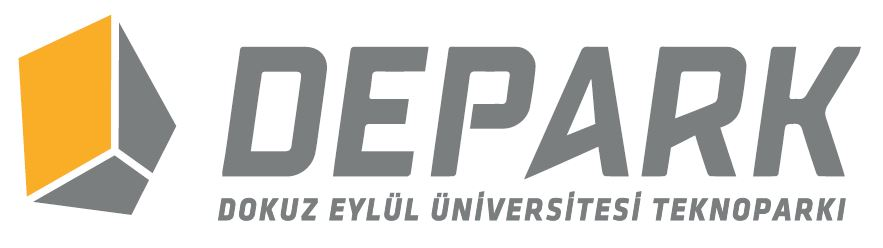 DEPARK
DOKUZ EYLÜL ÜNİVERSİTESİ TEKNOPARKI